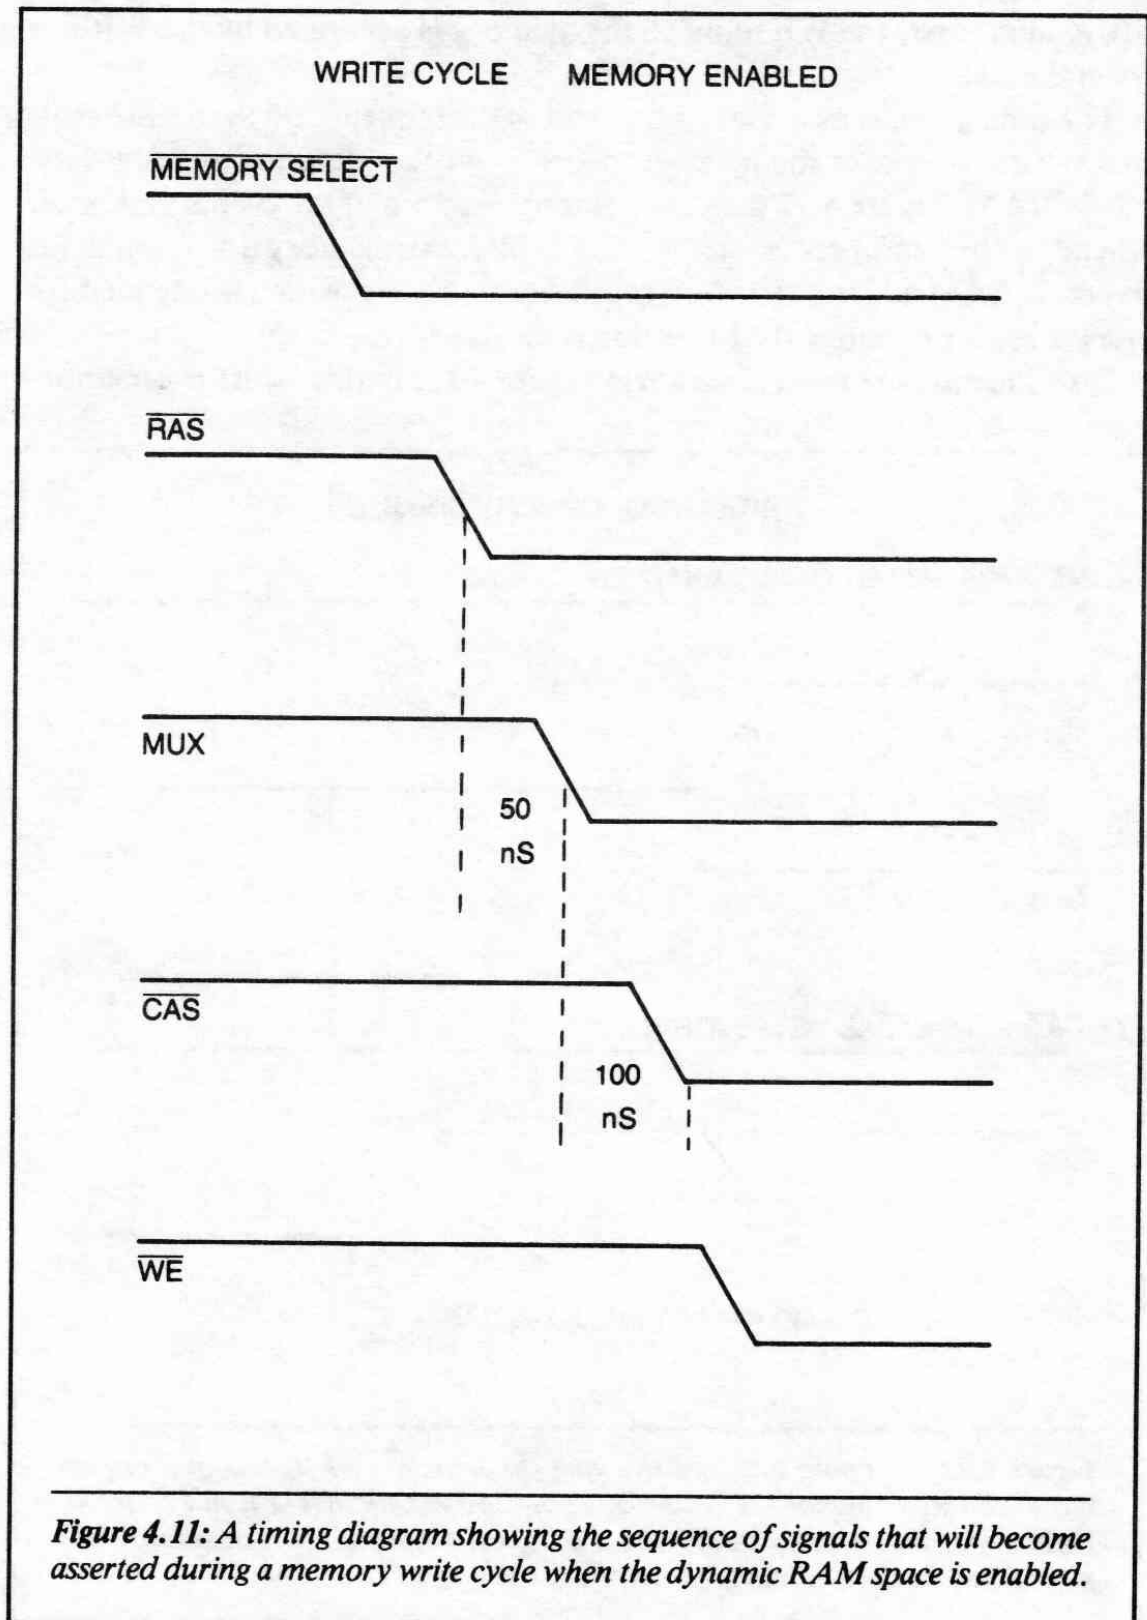 WRITE CYCLE MEMORY ENABLED
MEMORY SELECT
RAS
MUX
50
nS
CAS
100
nS
WE
Figure 4.11: A timing diagram showing the sequence of signals that will become
asserted during a memory write cycle when the dynamic RAM space is enabled.